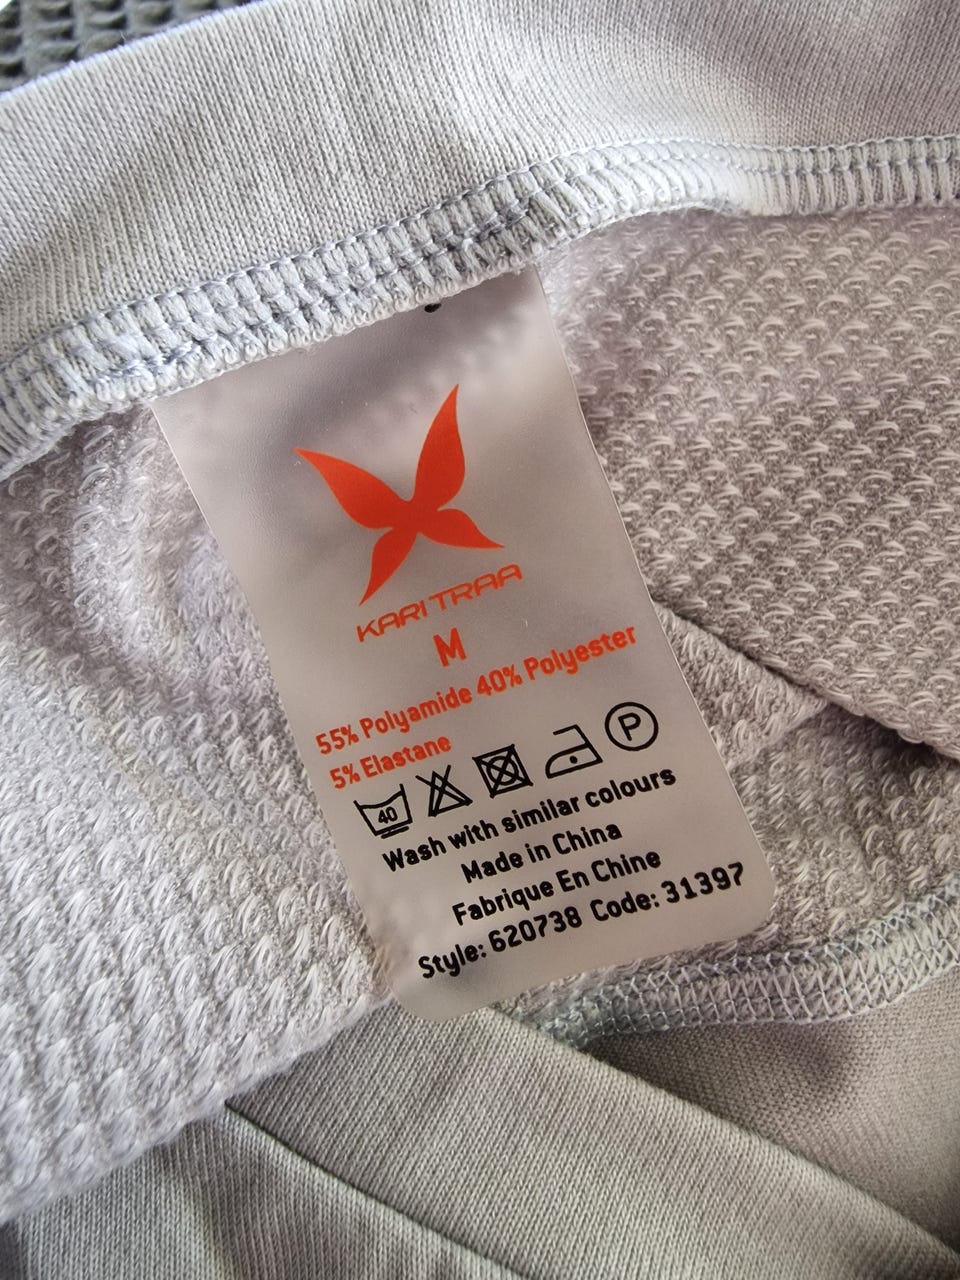 KARI TRAA
M
55% Polyamide 40% Polyester
5% Elastane
40
P
Wash with similar colours
Made in China
Fabrique En Chine
Style: 620738 Code: 31397